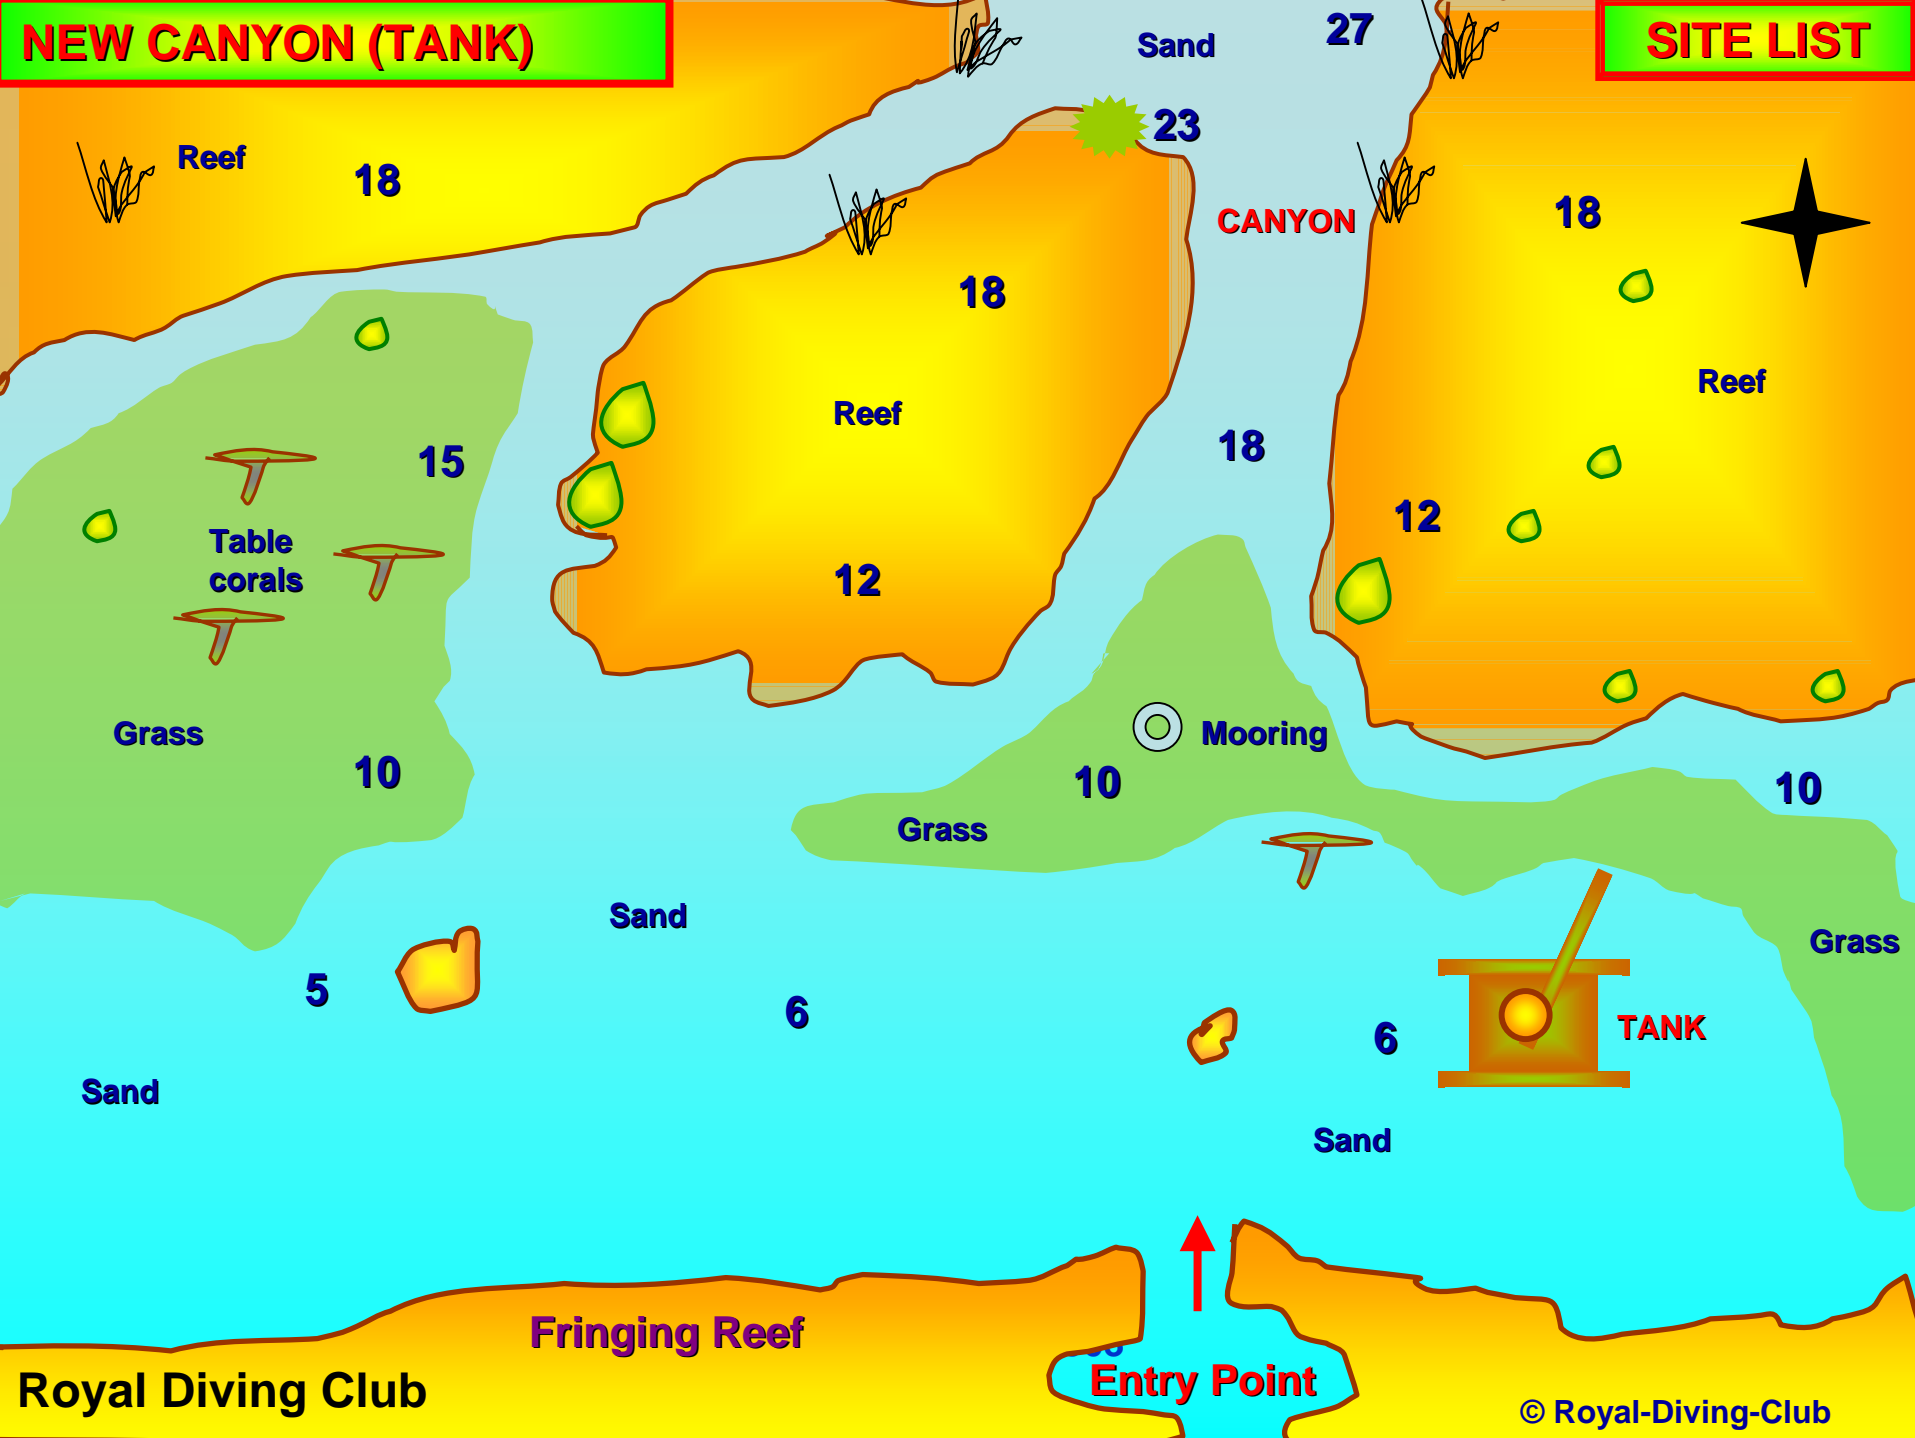 NEW CANYON (TANK)
SITE LIST
Sand
27
23
Reef
18
CANYON
18
18
Reef
Reef
15
18
12
Table
corals
12
Grass
Mooring
10
10
10
Grass
Sand
Grass
5
6
6
TANK
Sand
Sand
Fringing Reef
Entry Point
Royal Diving Club
© Royal-Diving-Club